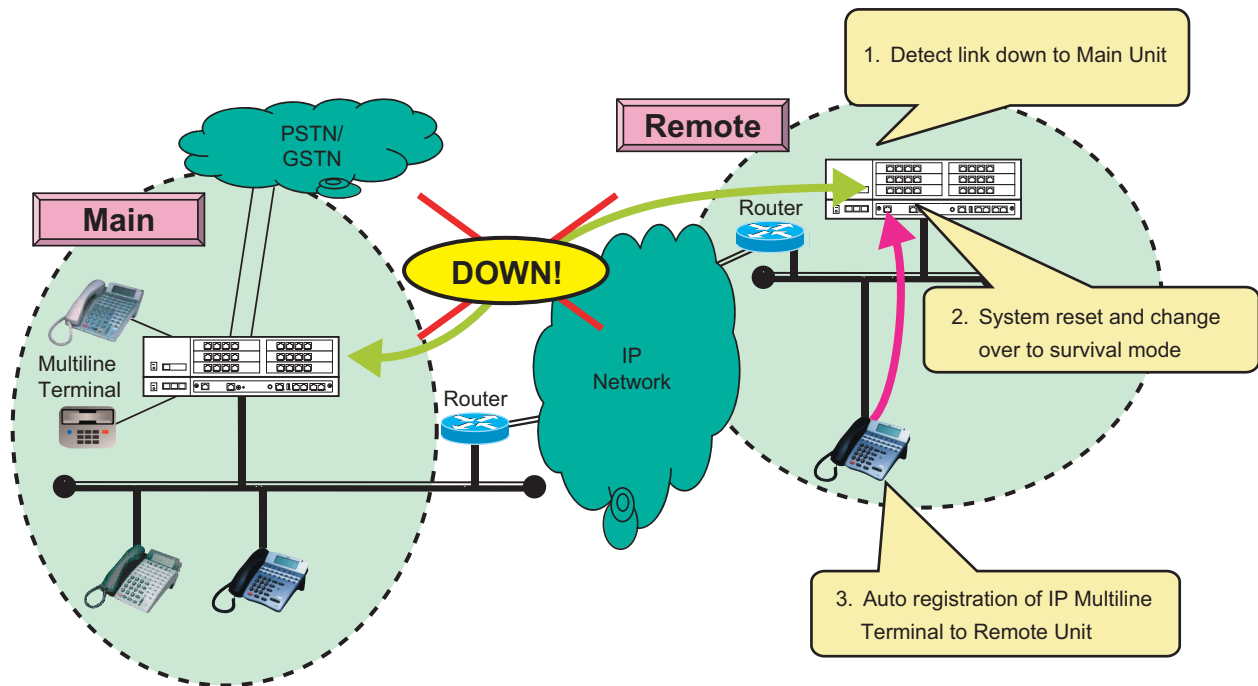 1. Detect link down to Main Unit
PSTN/
GSTN
Remote
Main
Router
DOWN!
Multiline
Terminal
2. System reset and change
over to survival mode
IP
Network
Router
3. Auto registration of IP Multiline
Terminal to Remote Unit